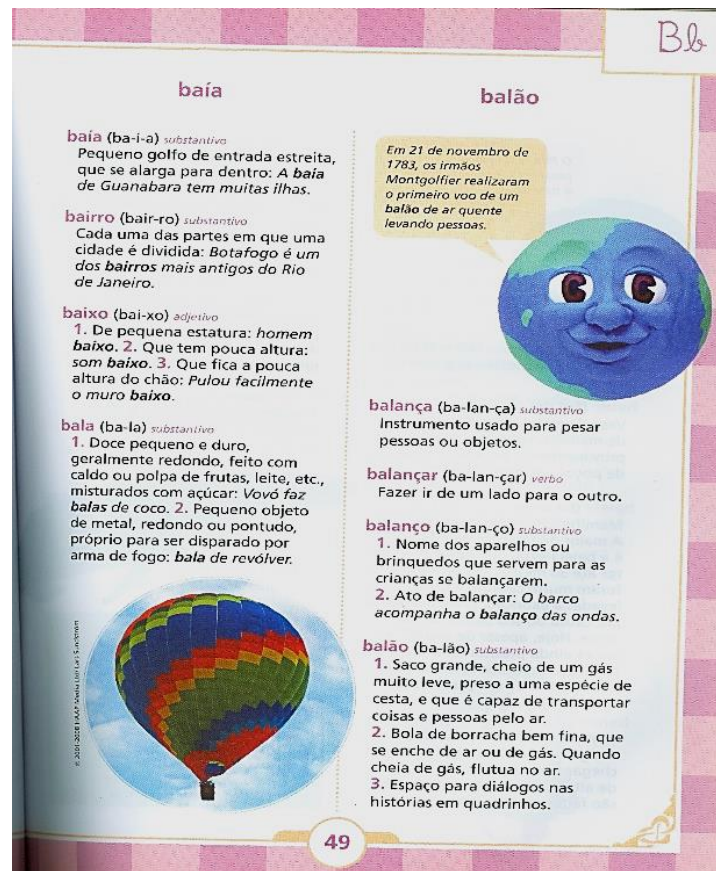 Bb
baía
baía (ba-i-a) substantivo
Pequeno golfo de entrada estreita,
que se alarga para dentro: A baia
de Guanabara tem muitas ilhas.
bairro (bair-ro) substantivo
Cada uma das partes em que uma
cidade é dividida: Botafogo é um
dos bairros mais antigos do Rio
de Janeiro.
baixo (bai-xo) adjetivo
1. De pequena estatura: homem
baixo. 2. Que tem pouca altura:
som baixo. 3. Que fica a pouca
altura do chão: Pulou facilmente
o muro baixo.
bala (ba-la) substantivo
1. Doce pequeno e duro,
geralmente redondo, feito com
caldo ou polpa de frutas, leite, etc.,
misturados com açúcar: Vovó faz
balas de coco. 2. Pequeno objeto
de metal, redondo ou pontudo,
próprio para ser disparado por
arma de fogo: bala de revólver.
balão
Em 21 de novembro de
1783, os irmãos
Montgolfier realizaram
o primeiro voo de um
balão de ar quente
levando pessoas.
balança (ba-lan-ça) substantivo
Instrumento usado para pesar
pessoas ou objetos.
balançar (ba-lan-çar) verbo
Fazer ir de um lado para o outro.
balanço (ba-lan-ço) substantivo
1. Nome dos aparelhos ou
brinquedos que servem para as
crianças se balançarem.
2. Ato de balançar: O barco
acompanha o balanço das ondas.
balão (ba-lão) substantivo
1. Saco grande, cheio de um gás
muito leve, preso a uma espécie de
cesta, e que é capaz de transportar
coisas e pessoas pelo ar.
2. Bola de borracha bem fina, que
se enche de ar ou de gás. Quando
cheia de gás, flutua no ar.
3. Espaço para diálogos nas
histórias em quadrinhos.
49